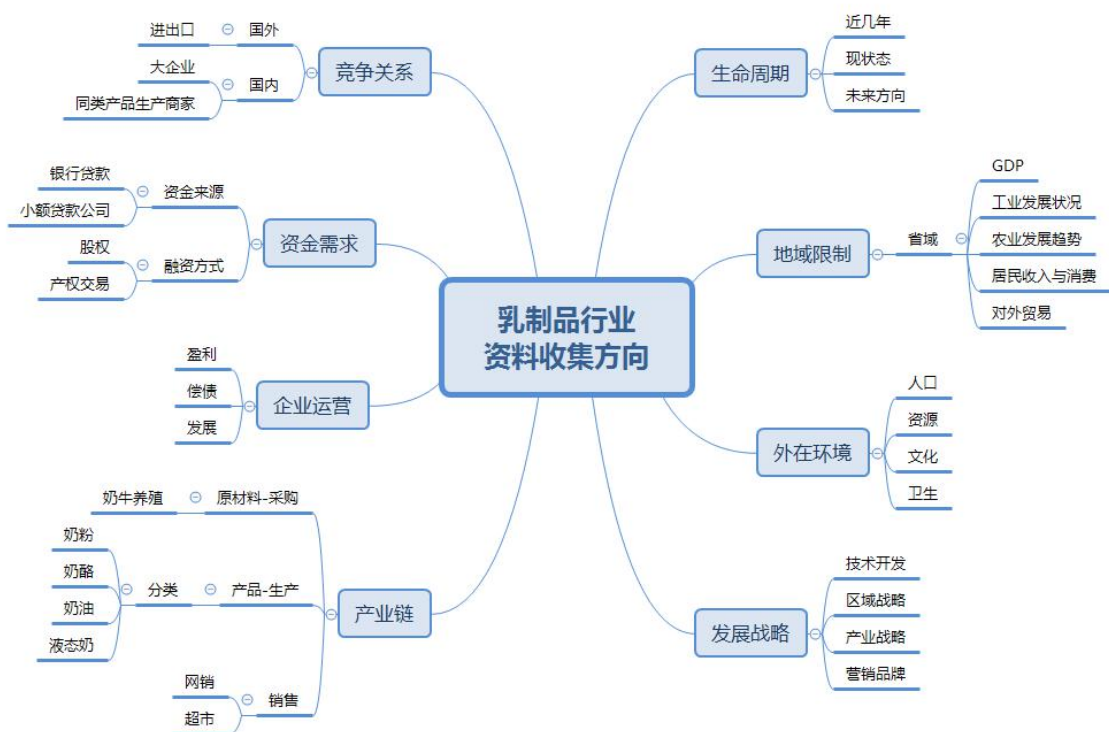 乳制品行业
资料收集方向
生命周期
近几年
现状态
未来方向
地域限制
省域
GDP
工业发展状况
农业发展趋势
居民收入与消费
对外贸易
外在环境
人口
资源
文化
卫生
发展战略
技术开发
区域战略
产业战略
营销品牌
竞争关系
国外
进出口
国内
大企业
同类产品生产商家
资金需求
资金来源
银行贷款
小额贷款公司
融资方式
股权
产权交易
企业运营
盈利
偿债
发展
产业链
原材料-采购
奶牛养殖
产品-生产
分类
奶粉
奶酪
奶油
液态奶
销售
网销
超市